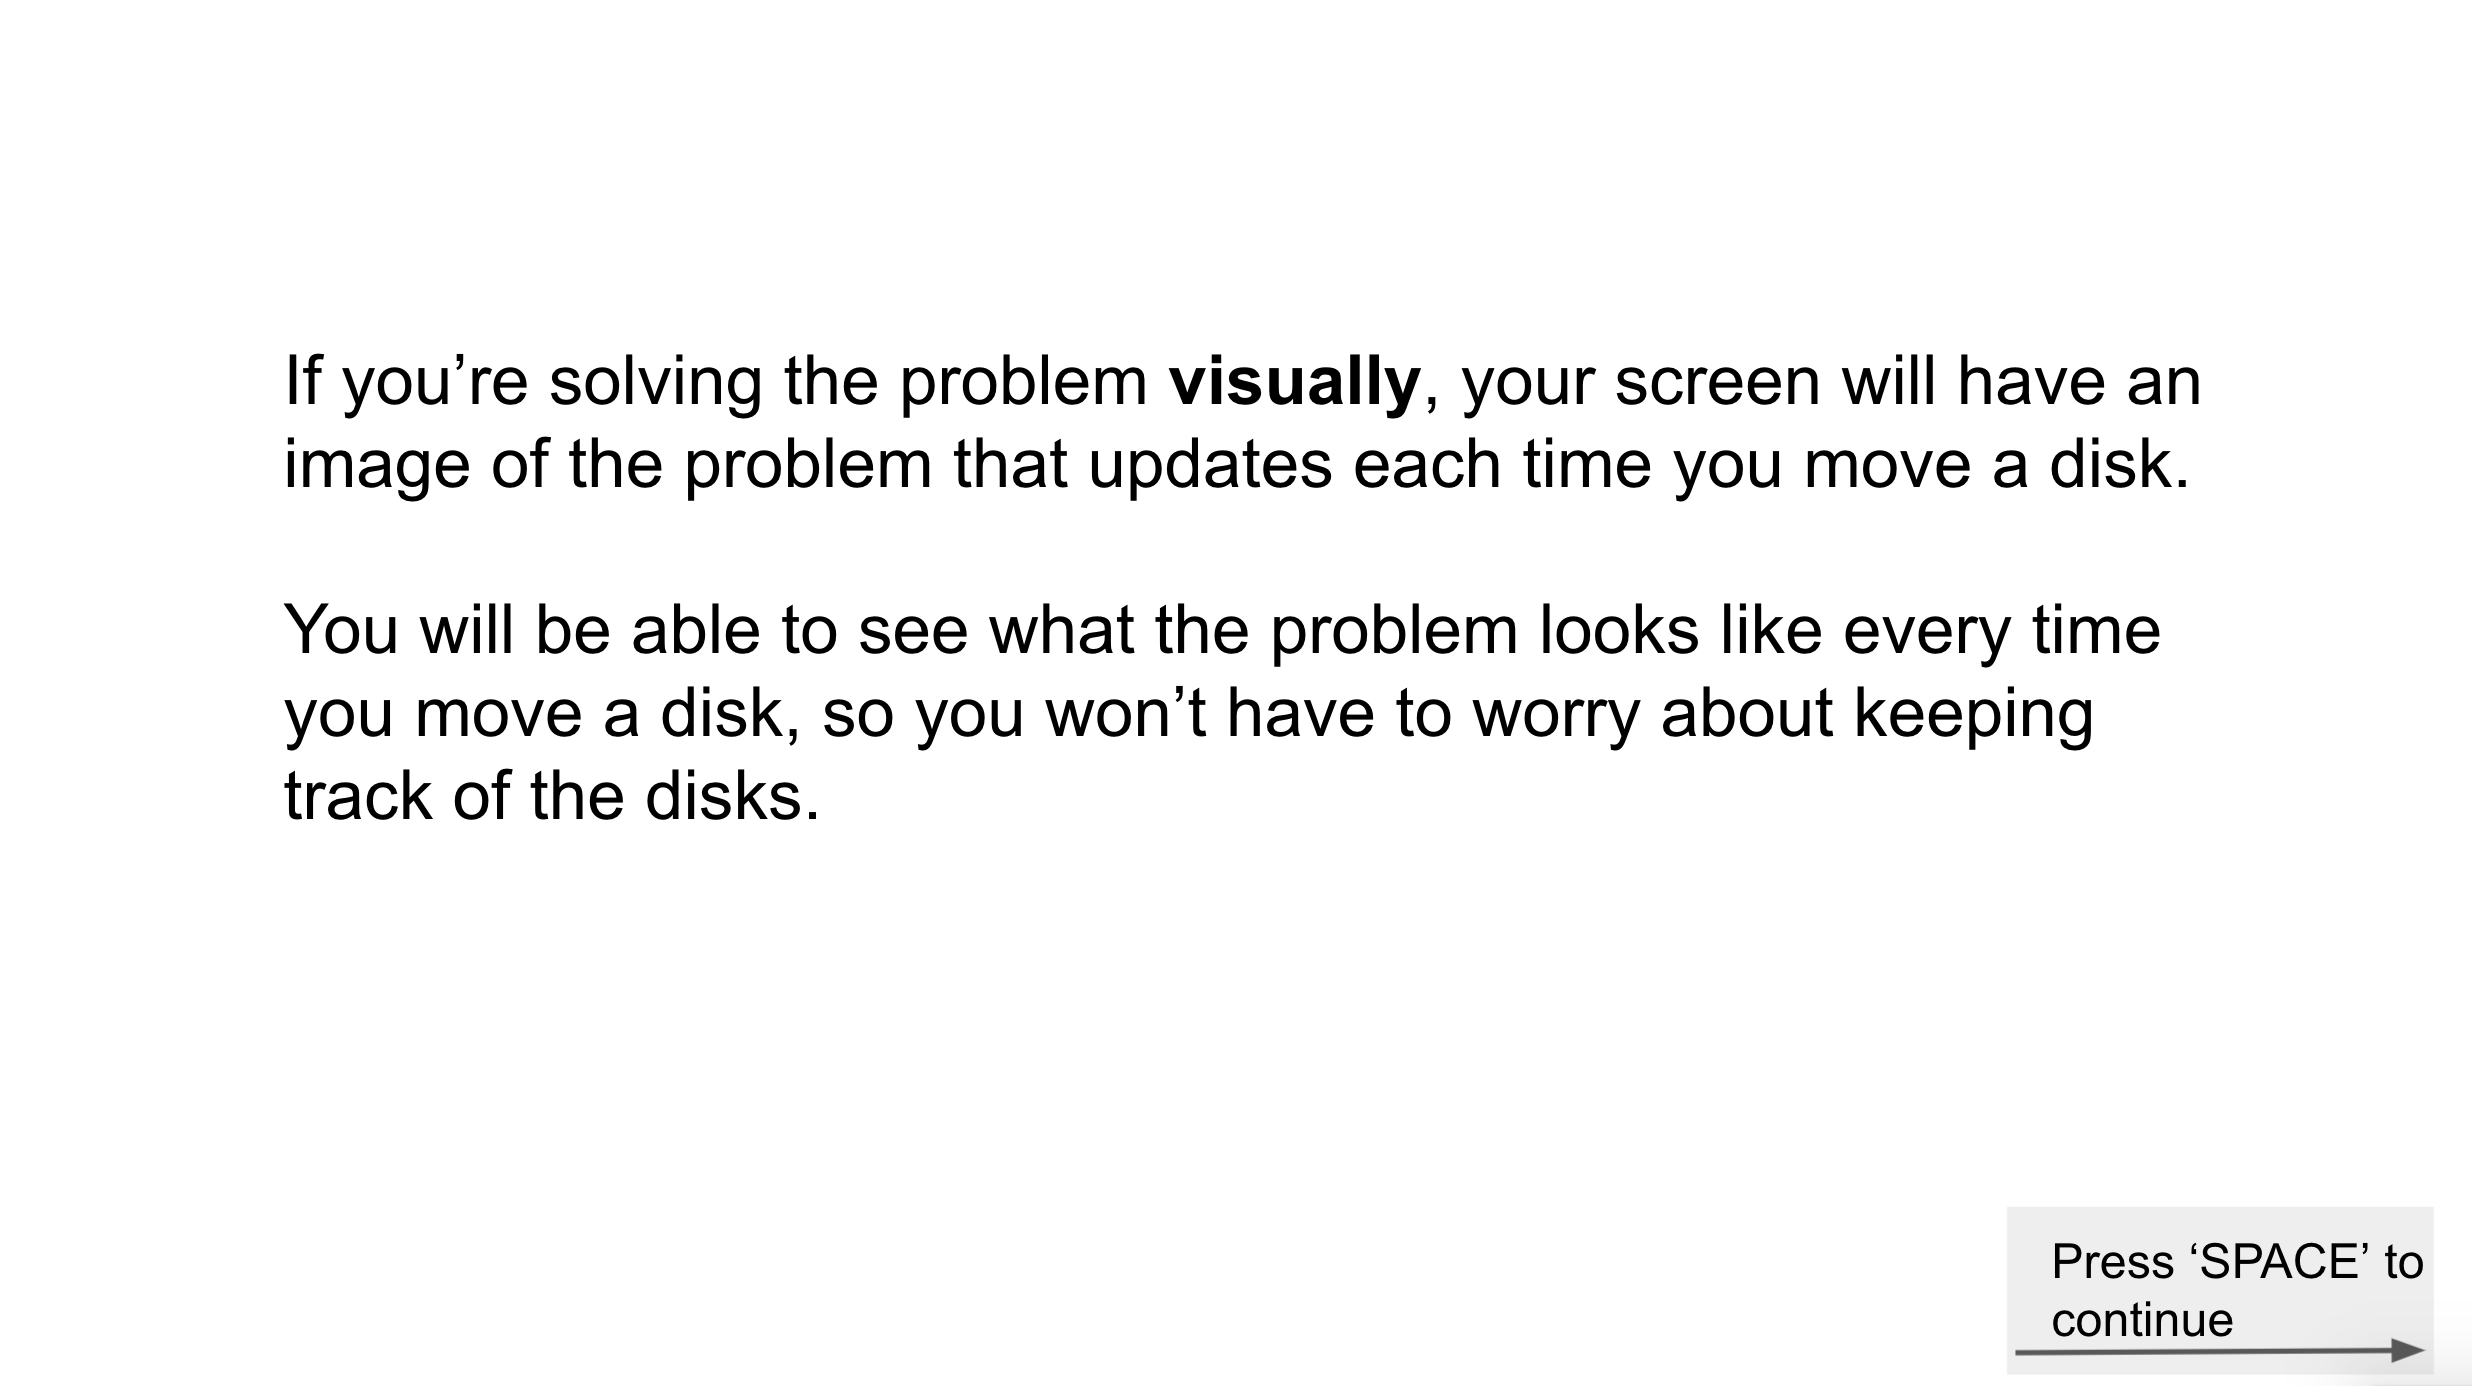 If you’re solving the problem visually, your screen will have an
image of the problem that updates each time you move a disk.
You will be able to see what the problem looks like every time
you move a disk, so you won’t have to worry about keeping
track of the disks.
Press ‘SPACE’ to
continue